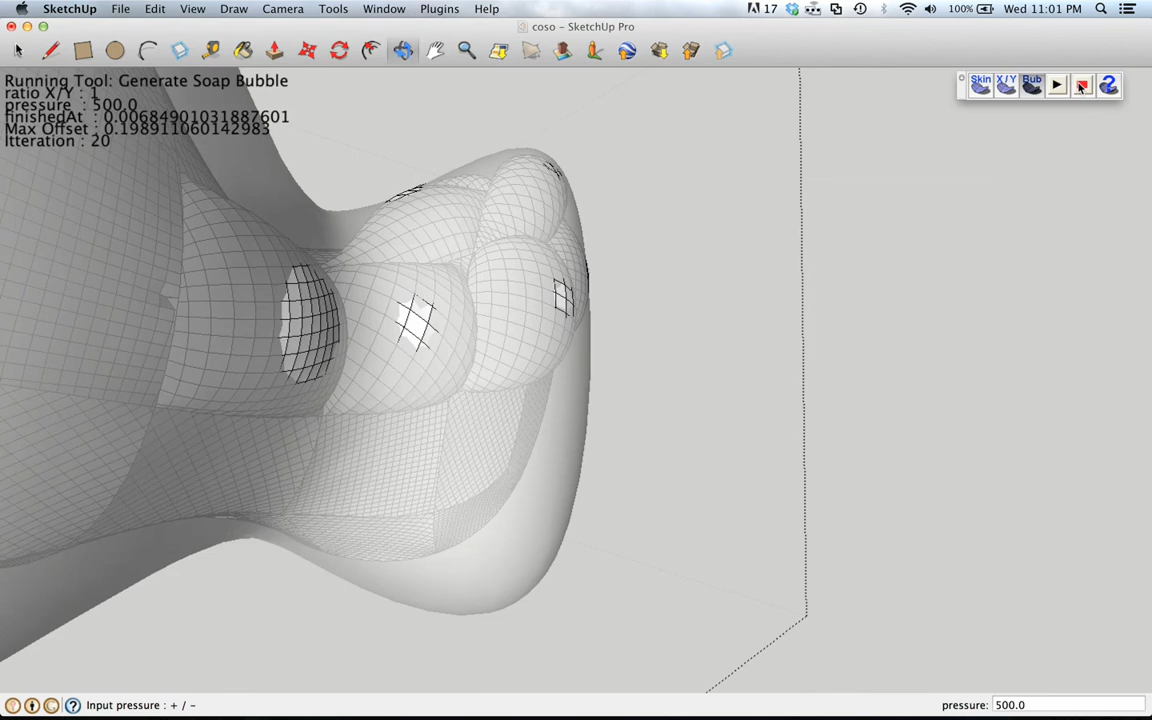 SketchUp File Edit View Draw Camera Tools Window Plugins Help 17 100% Wed 11:01 PM
coso – SketchUp Pro
Running Tool: Generate Soap Bubble
ratio X/Y : 1
pressure : 500.0
finishedAt : 0.00684901031887601
Max Offset : 0.198911060142983
Itteration : 20
Skin X/Y Bub ?
Input pressure : + / - pressure: 500.0